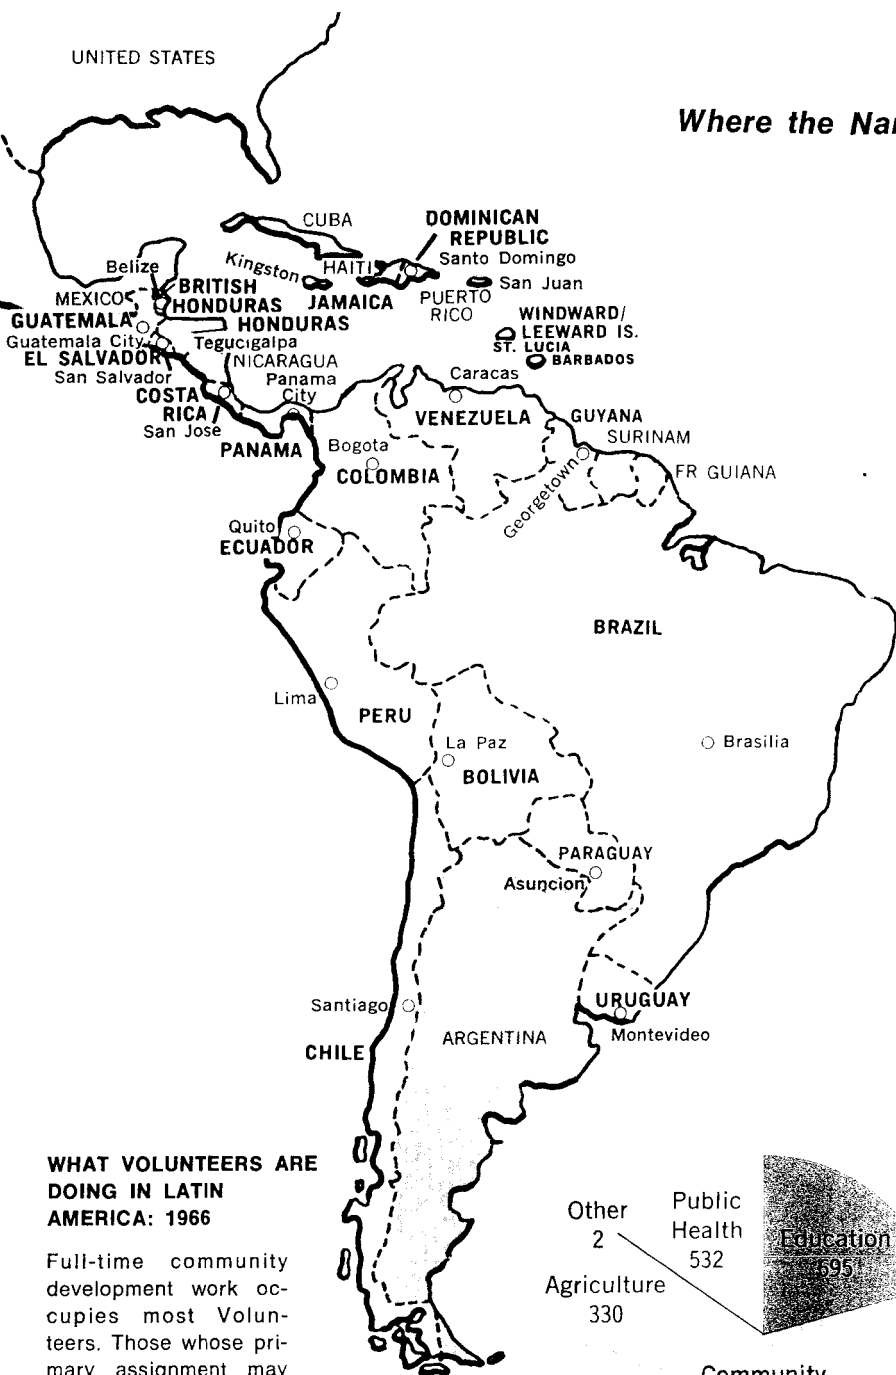 UNITED STATES
Where the Na
CUBA
DOMINICAN
REPUBLIC
Santo Domingo
Belize
Kingston
HAITI
San Juan
MEXICO
BRITISH
HONDURAS
JAMAICA
PUERTO
RICO
GUATEMALA
HONDURAS
WINDWARD/
LEEWARD IS.
Guatemala City
Tegucigalpa
ST. LUCIA
EL SALVADOR
NICARAGUA
BARBADOS
San Salvador
Panama
City
Caracas
COSTA
RICA
San Jose
VENEZUELA
GUYANA
SURINAM
PANAMA
Bogota
COLOMBIA
FR GUIANA
Georgetown
Quito
ECUADOR
BRAZIL
Lima
PERU
La Paz
BOLIVIA
Brasilia
PARAGUAY
Asuncion
Santiago
URUGUAY
Montevideo
CHILE
ARGENTINA
WHAT VOLUNTEERS ARE
DOING IN LATIN
AMERICA: 1966
Full-time community
development work oc-
cupies most Volun-
teers. Those whose pri-
mary assignment may
Other
2
Public
Health
532
Education
695
Agriculture
330
Community